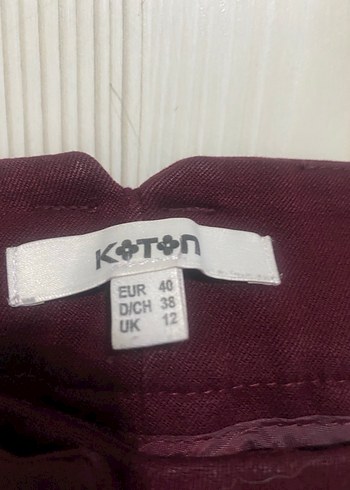 KOTON
EUR 40
D/CH 38
UK 12